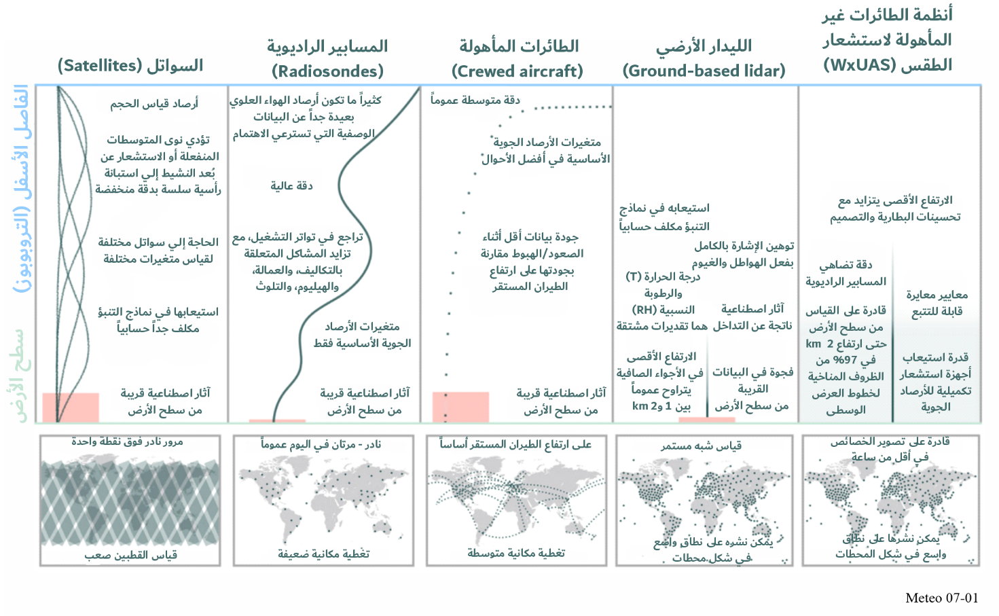 أنظمة الطائرات غير
المأهولة لاستشعار
الطقس (WxUAS)
الليدار الأرضي
(Ground-based lidar)
الطائرات المأهولة
(Crewed aircraft)
المسابير الراديوية
(Radiosondes)
السواتل (Satellites)
الفاصل الأسفل (التروبوبوز)
سطح الأرض
الارتفاع الأقصى يتزايد مع
تحسينات البطارية والتصميم
دقة تضاهي
المسابير الراديوية
معايير معايرة
قابلة للتتبع
قادرة على القياس
من سطح الأرض
حتى ارتفاع 2 km
في 97% من
الظروف المناخية
لخطوط العرض
الوسطى
قدرة استيعاب
أجهزة استشعار
تكميلية للأرصاد
الجوية
استيعابه في نماذج
التنبؤ مكلف حسابياً
توهين الإشارة بالكامل
بفعل الهواطل والغيوم
درجة الحرارة (T)
والرطوبة
النسبية (RH)
هما تقديرات مشتقة
آثار اصطناعية
ناتجة عن التداخل
الارتفاع الأقصى
في الأجواء الصافية
يتراوح عموماً
بين 1 و2 km
فجوة في البيانات
القريبة
من سطح الأرض
دقة متوسطة عموماً
متغيرات الأرصاد الجوية
الأساسية في أفضل الأحوال
جودة بيانات أقل أثناء
الصعود/الهبوط مقارنة
بجودتها على ارتفاع
الطيران المستقر
آثار اصطناعية قريبة
من سطح الأرض
كثيراً ما تكون أرصاد الهواء العلوي
بعيدة جداً عن البيانات
الوصفية التي تسترعي الاهتمام
دقة عالية
تراجع في تواتر التشغيل، مع
تزايد المشاكل المتعلقة
بالتكاليف، والعمالة،
والهيليوم، والتلوث
متغيرات الأرصاد
الجوية الأساسية فقط
آثار اصطناعية قريبة
من سطح الأرض
أرصاد قياس الحجم
تؤدي نوى المتوسطات
المنفعلة أو الاستشعار عن
بُعد النشيط إلى استبانة
رأسية سلسة بدقة منخفضة
الحاجة إلى سواتل مختلفة
لقياس متغيرات مختلفة
استيعابها في نماذج التنبؤ
مكلف جداً حسابياً
آثار اصطناعية قريبة
من سطح الأرض
قادرة على تصوير الخصائص
في أقل من ساعة
يمكن نشرها على نطاق
واسع في شكل المحطات
قياس شبه مستمر
يمكن نشره على نطاق واسع
في شكل محطات
على ارتفاع الطيران المستقر أساساً
تغطية مكانية متوسطة
نادر - مرتان في اليوم عموماً
تغطية مكانية ضعيفة
مرور نادر فوق نقطة واحدة
قياس القطبين صعب
Meteo 07-01